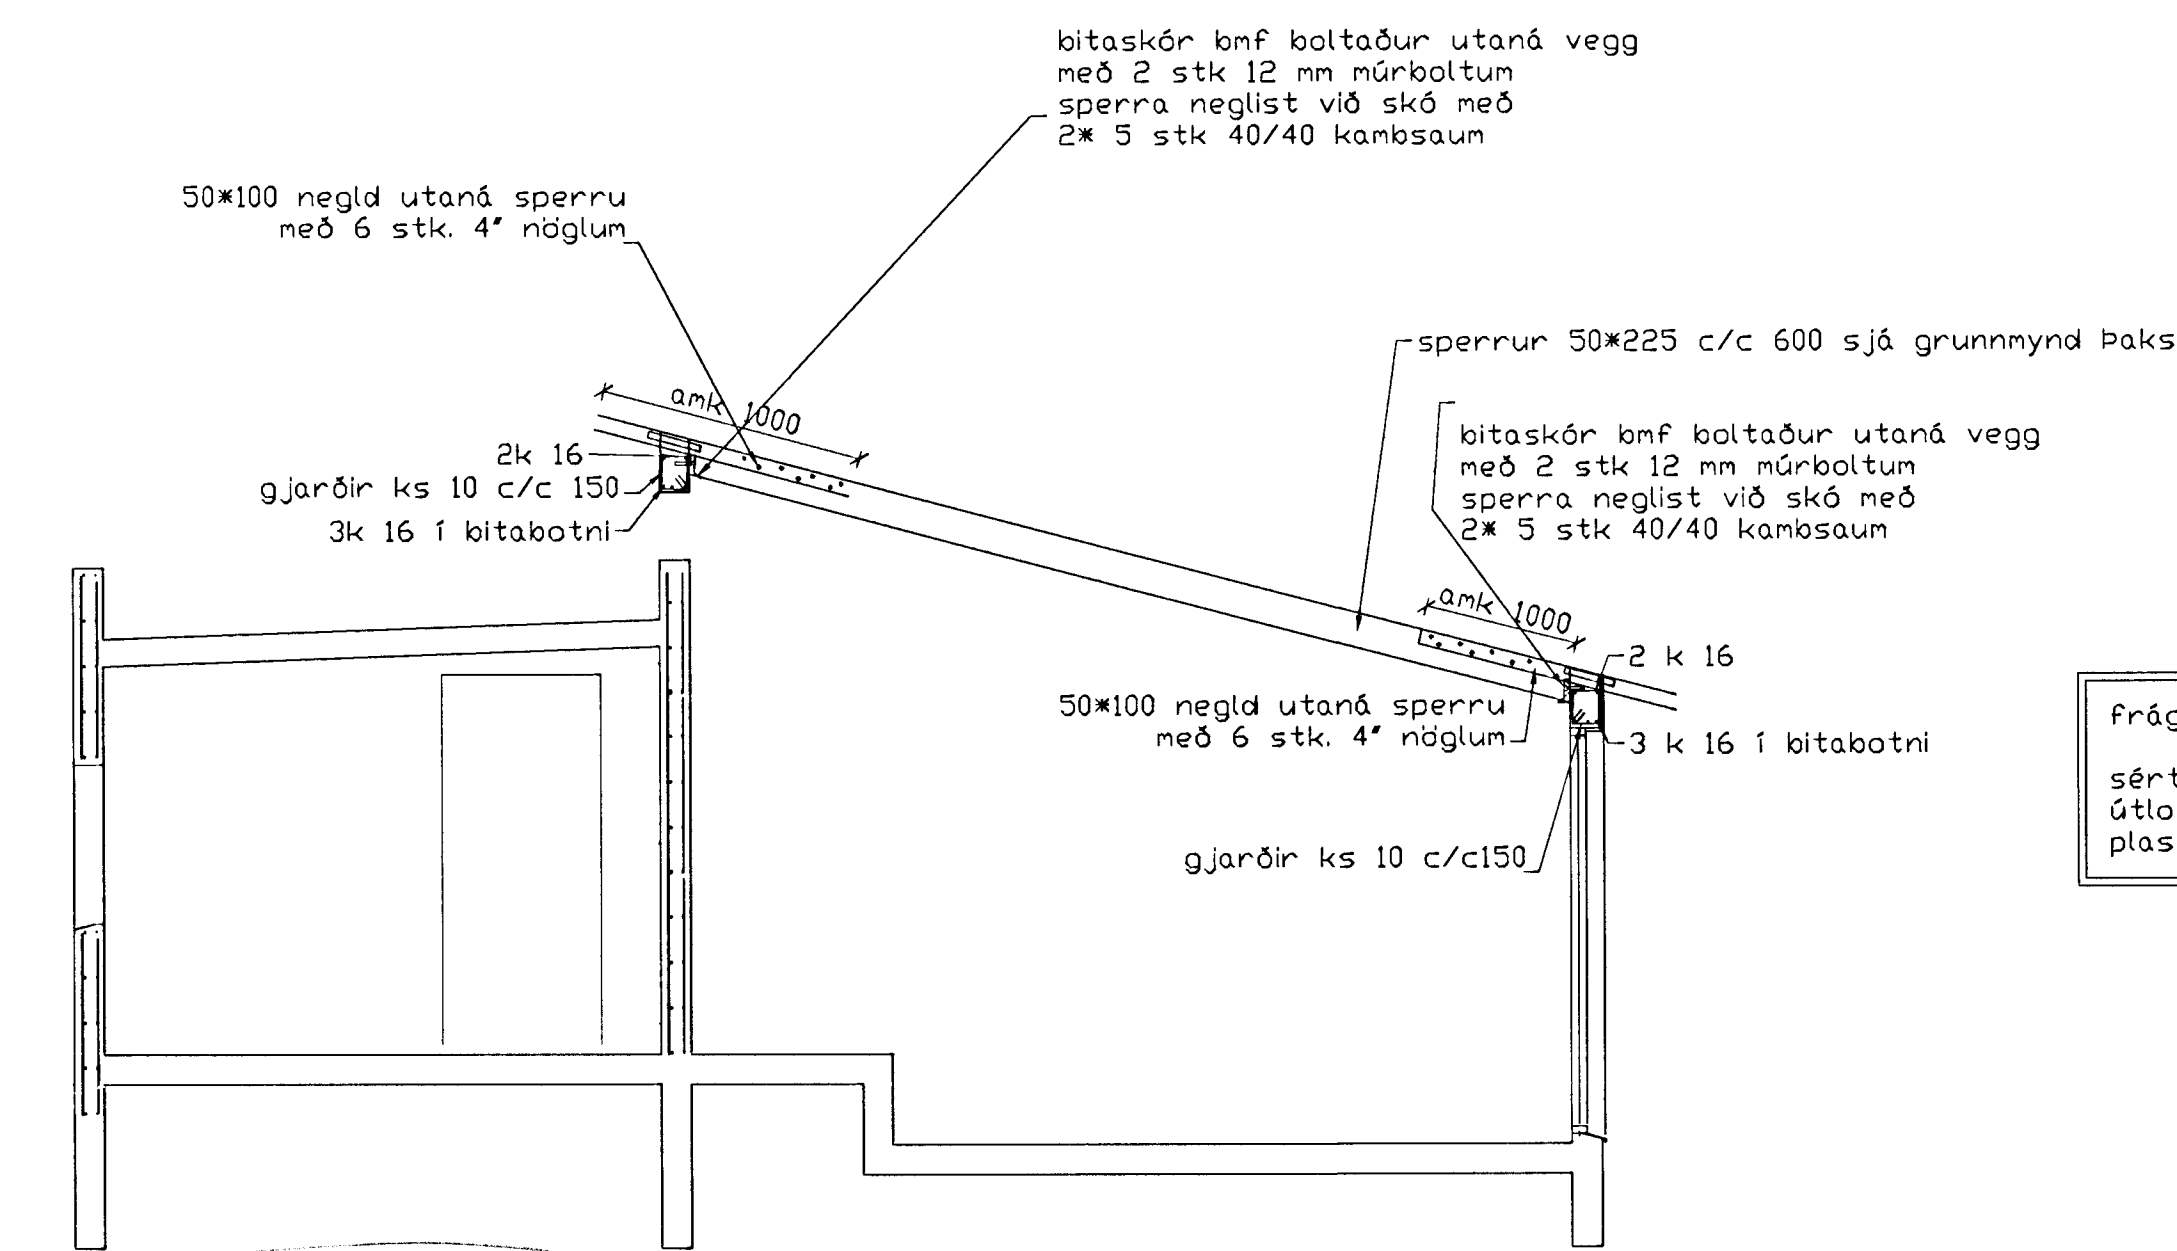 bitaskór bmf boltaður utaná vegg
með 2 stk 12 mm múrboltum
sperra neglist við skó með
2* 5 stk 40/40 kambsaum
50*100 negld utaná sperru
með 6 stk. 4" nöglum
sperrur 50*225 c/c 600 sjá grunnmynd þaks
amk 1000
2k 16
gjarðir ks 10 c/c 150
3k 16 í bitabotni
bitaskór bmf boltaður utaná vegg
með 2 stk 12 mm múrboltum
sperra neglist við skó með
2* 5 stk 40/40 kambsaum
amk 1000
2 k 16
50*100 negld utaná sperru
með 6 stk. 4" nöglum
3 k 16 í bitabotni
gjarðir ks 10 c/c150
frág
sért
útlo
plas